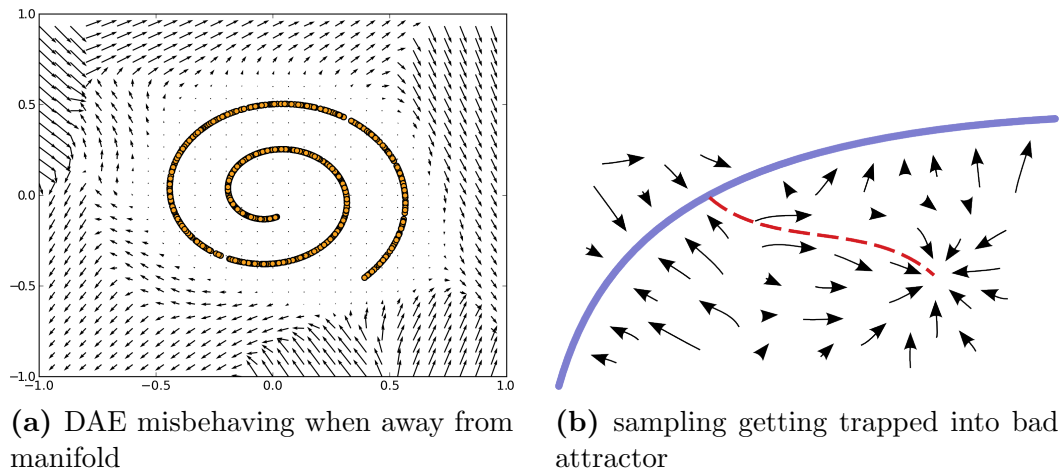 1.0
0.5
0.0
0.5
1.0
−1.0
−0.5
0.0
0.5
1.0
(a) DAE misbehaving when away from
manifold
(b) sampling getting trapped into bad
attractor